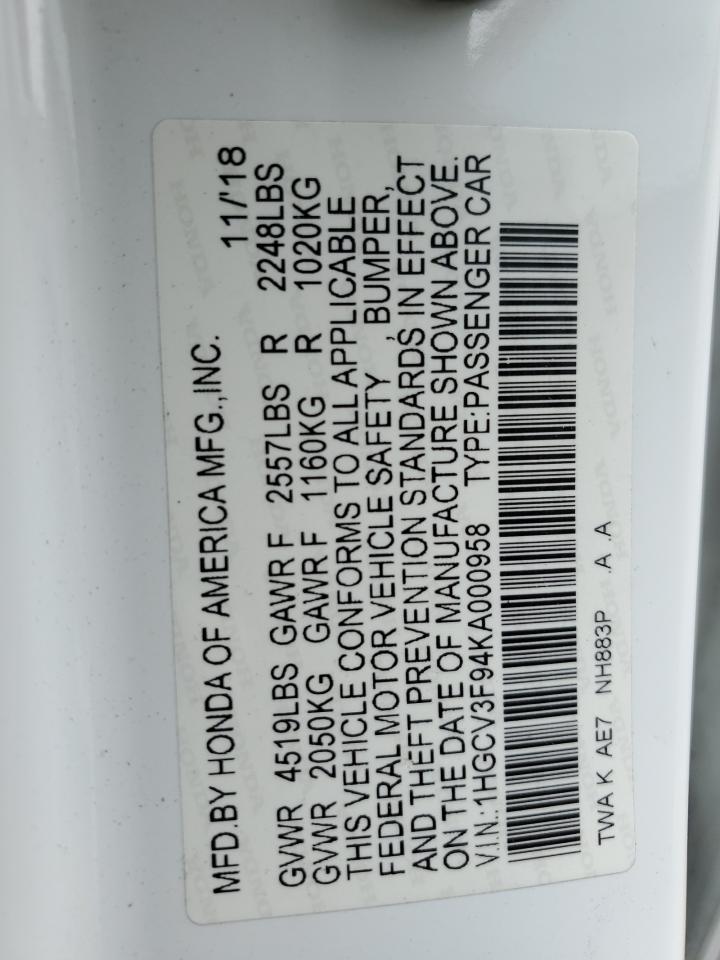 MFD.BY HONDA OF AMERICA MFG.,INC. 11/'18
GVWR 4519LBS GAWR F 2557LBS R 2248LBS
GVWR 2050KG GAWR F 1160KG R 1020KG
THIS VEHICLE CONFORMS TO ALL APPLICABLE
FEDERAL MOTOR VEHICLE SAFETY , BUMPER,
AND THEFT PREVENTION STANDARDS IN EFFECT
ON THE DATE OF MANUFACTURE SHOWN ABOVE.
V.I.N.:1HGCV3F94KA000958 TYPE:PASSENGER CAR
TWA K AE7 NH883P .A .A